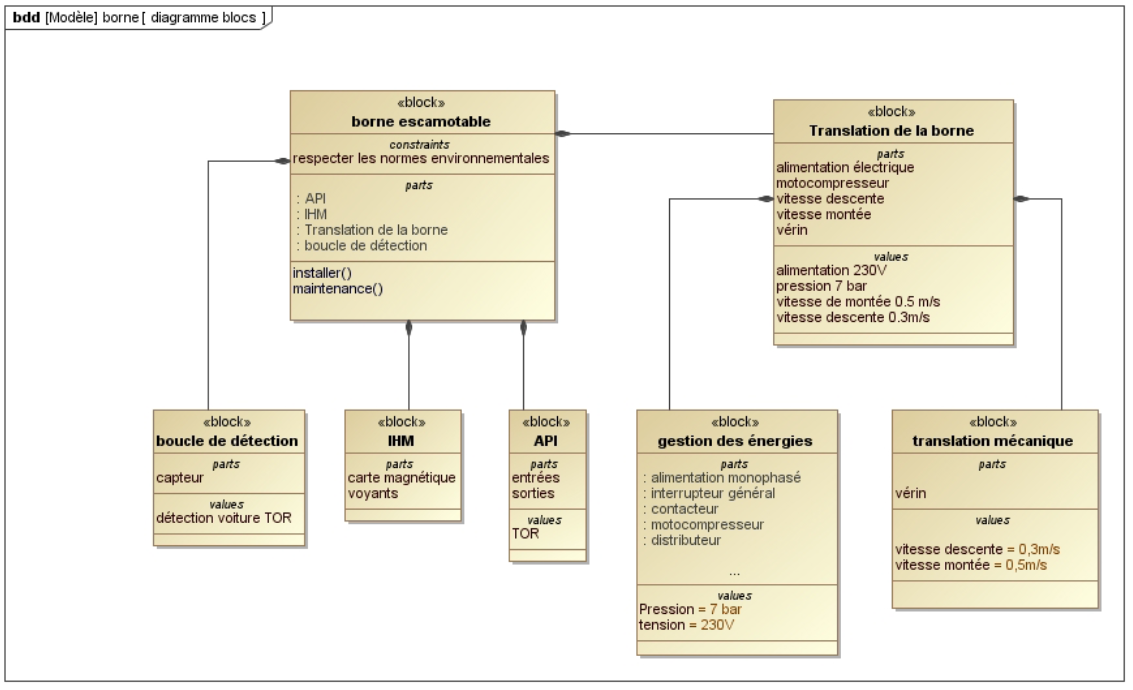 bdd [Modèle] borne[ diagramme blocs ]
«block»
borne escamotable
constraints
respecter les normes environnementales
parts
: API
: IHM
: Translation de la borne
: boucle de détection
installer()
maintenance()
«block»
Translation de la borne
parts
alimentation électrique
motocompresseur
vitesse descente
vitesse montée
vérin
values
alimentation 230V
pression 7 bar
vitesse de montée 0.5 m/s
vitesse descente 0.3m/s
«block»
boucle de détection
parts
capteur
values
détection voiture TOR
«block»
IHM
parts
carte magnétique
voyants
«block»
API
parts
entrées
sorties
values
TOR
«block»
gestion des énergies
parts
: alimentation monophasé
: interrupteur général
: contacteur
: motocompresseur
: distributeur
...
values
Pression = 7 bar
tension = 230V
«block»
translation mécanique
parts
vérin
values
vitesse descente = 0,3m/s
vitesse montée = 0,5m/s